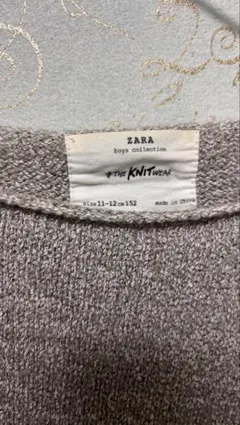 ZARA
boys collection
THE KNITWEAR
size 11-12 cm 152
made in China